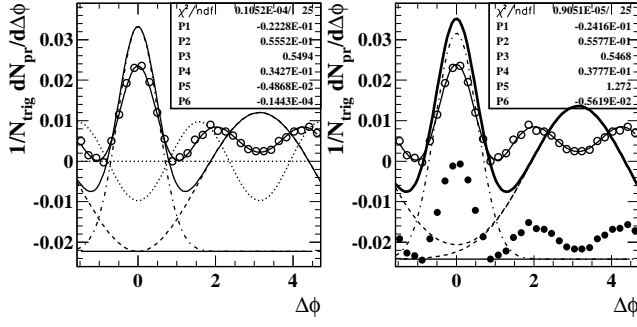 χ²/ndf 0.1052E-04/ 25
P1 -0.2228E-01
P2 0.5552E-01
P3 0.5494
P4 0.3427E-01
P5 -0.4868E-02
P6 -0.1443E-04
1/N_trig dN_pr/dΔφ
0.03
0.02
0.01
0
-0.01
-0.02
0 2 4
Δφ
χ²/ndf 0.9051E-05/ 25
P1 -0.2416E-01
P2 0.5577E-01
P3 0.5468
P4 0.3777E-01
P5 1.272
P6 -0.5619E-02
1/N_trig dN_pr/dΔφ
0.03
0.02
0.01
0
-0.01
-0.02
0 2 4
Δφ